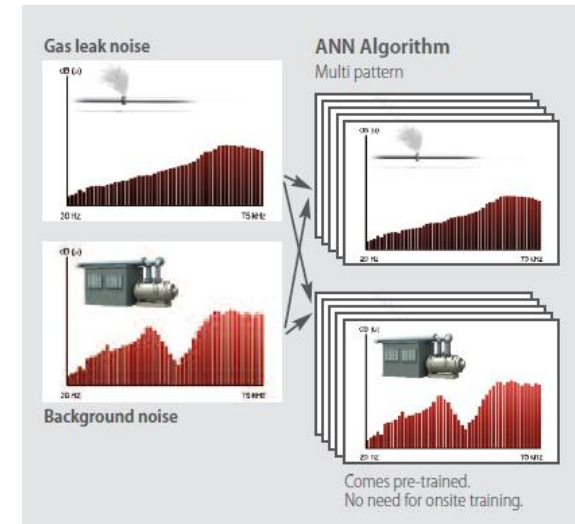 Gas leak noise
dB (u)
20 Hz
75 kHz
dB (u)
20 Hz
75 kHz
Background noise
ANN Algorithm
Multi pattern
dB (u)
20 Hz
75 kHz
dB (u)
20 Hz
75 kHz
Comes pre-trained.
No need for onsite training.